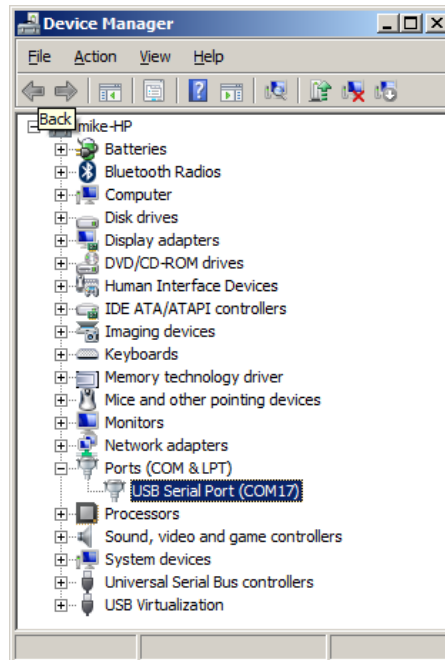 Device Manager
File Action View Help
Back
mike-HP
Batteries
Bluetooth Radios
Computer
Disk drives
Display adapters
DVD/CD-ROM drives
Human Interface Devices
IDE ATA/ATAPI controllers
Imaging devices
Keyboards
Memory technology driver
Mice and other pointing devices
Monitors
Network adapters
Ports (COM & LPT)
USB Serial Port (COM17)
Processors
Sound, video and game controllers
System devices
Universal Serial Bus controllers
USB Virtualization